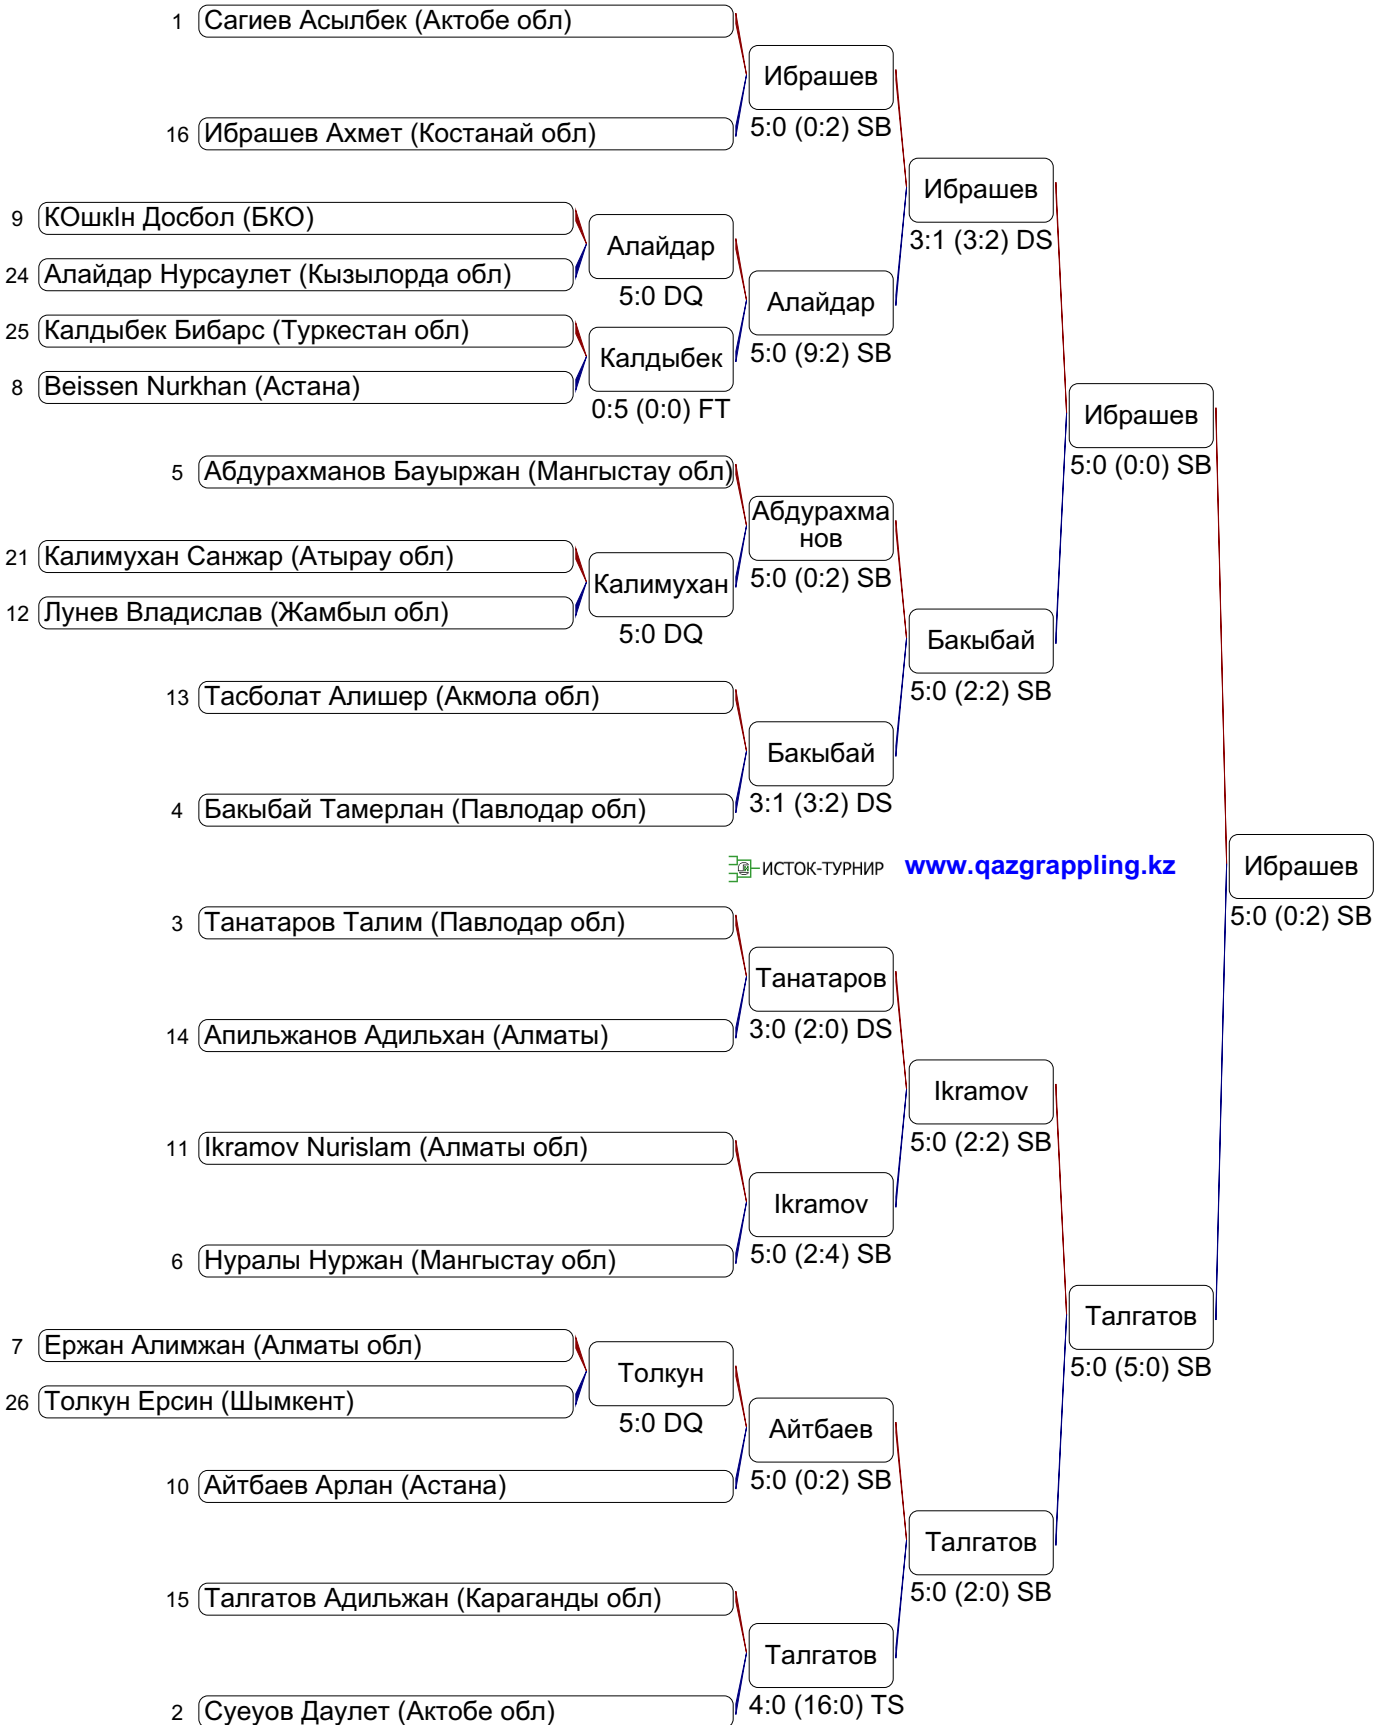 1 Сагиев Асылбек (Актобе обл)
Ибрашев
5:0 (0:2) SB
16 Ибрашев Ахмет (Костанай обл)
Ибрашев
3:1 (3:2) DS
9 КОшкІн Досбол (БКО)
Алайдар
5:0 DQ
24 Алайдар Нурсаулет (Кызылорда обл)
Алайдар
5:0 (9:2) SB
25 Калдыбек Бибарс (Туркестан обл)
Калдыбек
0:5 (0:0) FT
8 Beissen Nurkhan (Астана)
Ибрашев
5:0 (0:0) SB
5 Абдурахманов Бауыржан (Мангыстау обл)
Абдурахма
нов
5:0 (0:2) SB
21 Калимухан Санжар (Атырау обл)
Калимухан
5:0 DQ
12 Лунев Владислав (Жамбыл обл)
Бакыбай
5:0 (2:2) SB
13 Тасболат Алишер (Акмола обл)
Бакыбай
3:1 (3:2) DS
4 Бакыбай Тамерлан (Павлодар обл)
ИСТОК-ТУРНИР www.qazgrappling.kz
Ибрашев
5:0 (0:2) SB
3 Танатаров Талим (Павлодар обл)
Танатаров
3:0 (2:0) DS
14 Апильжанов Адильхан (Алматы)
Ikramov
5:0 (2:2) SB
11 Ikramov Nurislam (Алматы обл)
Ikramov
5:0 (2:4) SB
6 Нуралы Нуржан (Мангыстау обл)
Талгатов
5:0 (5:0) SB
7 Ержан Алимжан (Алматы обл)
Толкун
5:0 DQ
26 Толкун Ерсин (Шымкент)
Айтбаев
5:0 (0:2) SB
10 Айтбаев Арлан (Астана)
Талгатов
5:0 (2:0) SB
15 Талгатов Адильжан (Караганды обл)
Талгатов
4:0 (16:0) TS
2 Суеуов Даулет (Актобе обл)